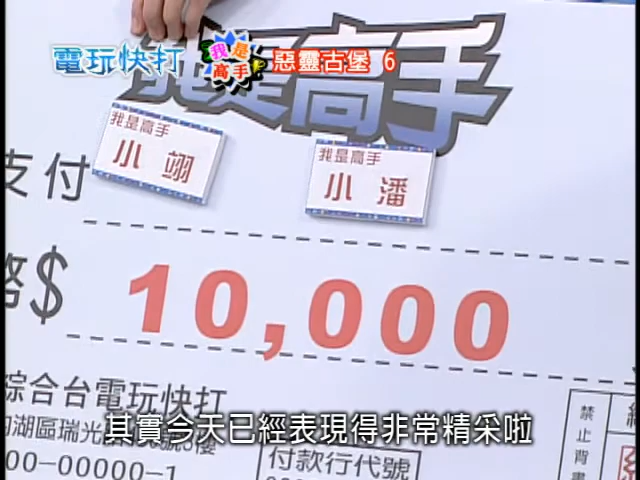 電玩快打 我是高手 惡靈古堡 6
我是高手
我是高手
小 翊
我是高手
小 潘
支付
幣$ 10,000
綜合台電玩快打
湖區瑞光
00-00000-1
付款行代號
禁止背書
其實今天已經表現得非常精采啦